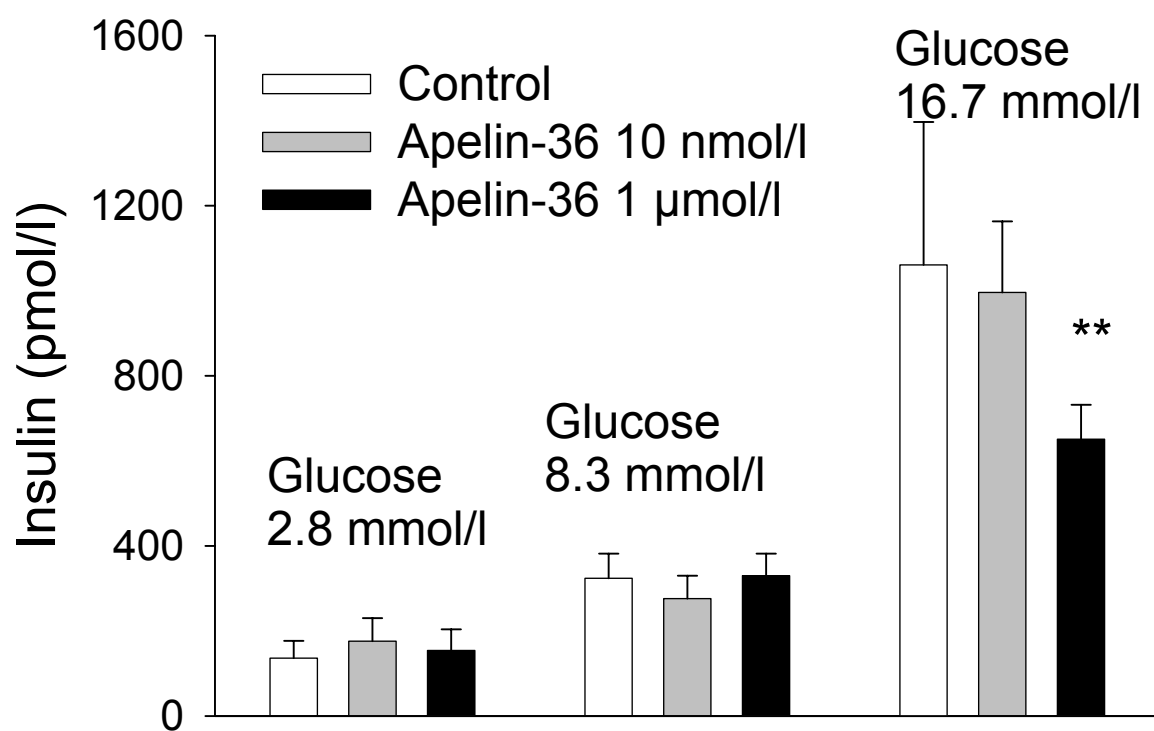 1600
1200
800
400
0
Insulin (pmol/l)
Control
Apelin-36 10 nmol/l
Apelin-36 1 μmol/l
Glucose
2.8 mmol/l
Glucose
8.3 mmol/l
Glucose
16.7 mmol/l
**